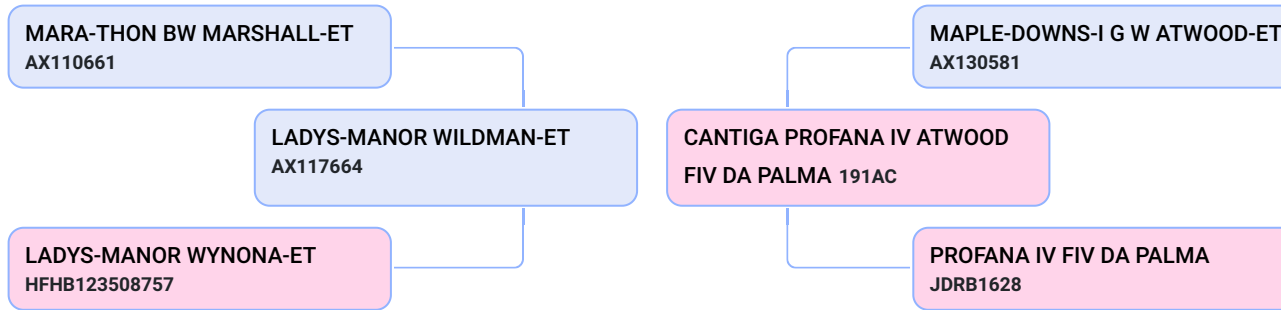 MARA-THON BW MARSHALL-ET
AX110661
LADYS-MANOR WILDMAN-ET
AX117664
LADYS-MANOR WYNONA-ET
HFHB123508757
MAPLE-DOWNS-I G W ATWOOD-ET
AX130581
CANTIGA PROFANA IV ATWOOD
FIV DA PALMA 191AC
PROFANA IV FIV DA PALMA
JDRB1628